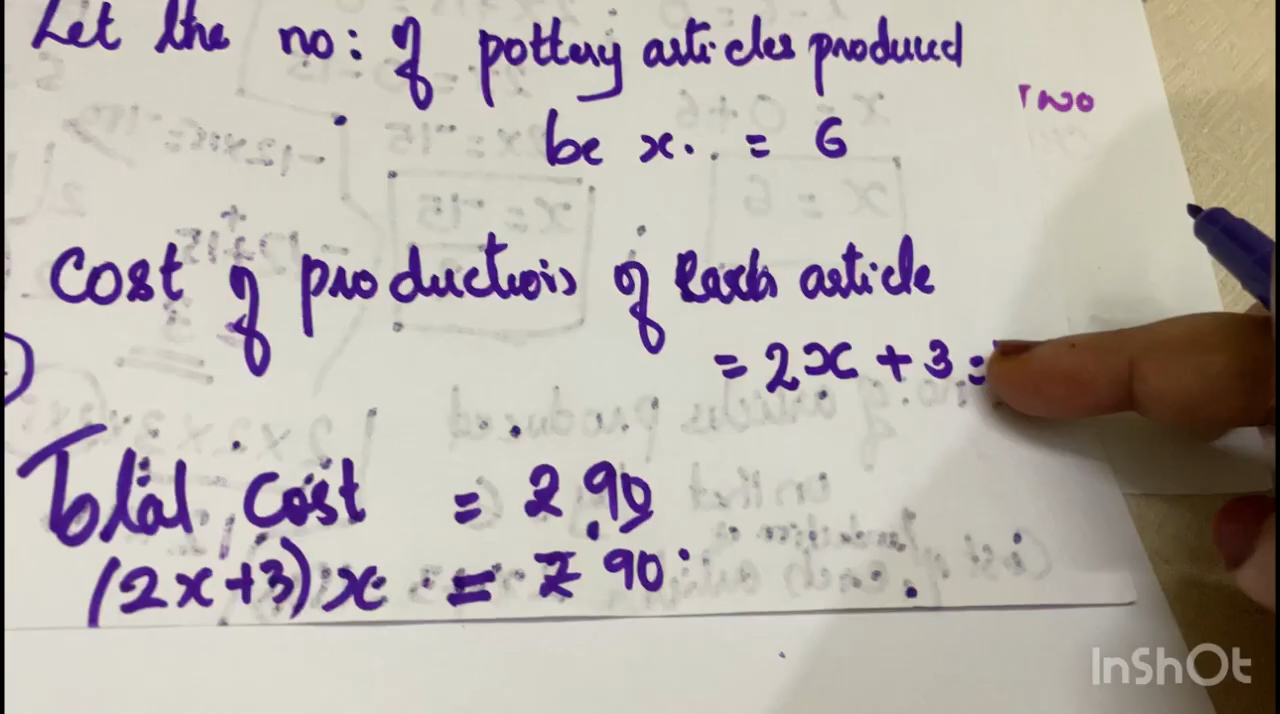 Let the no: of pottery articles produced
be x. = 6
Two
Cost of production of each article
= 2x + 3 =
Total Cost = ₹ 90
(2x+3)x = ₹ 90
InShOt